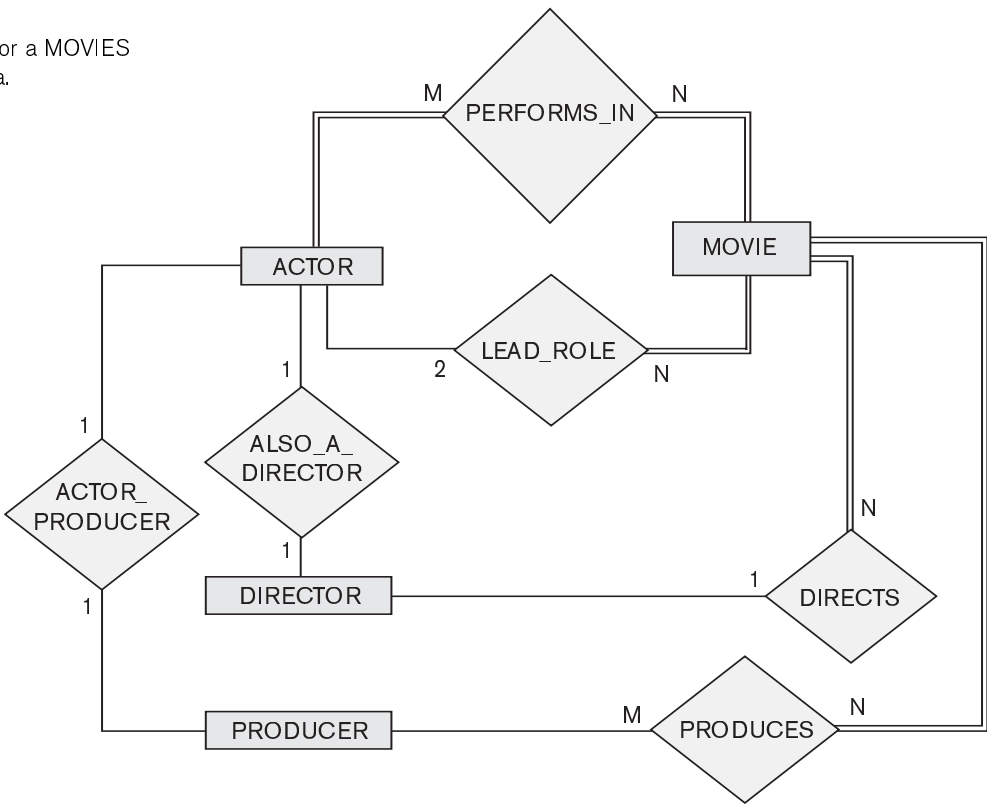 or a MOVIES
a.
M
N
PERFORMS_IN
MOVIE
ACTOR
LEAD_ROLE
2
N
1
ALSO_A_
DIRECTOR
1
1
ACTOR_
PRODUCER
1
DIRECTOR
1
N
DIRECTS
PRODUCER
M
N
PRODUCES